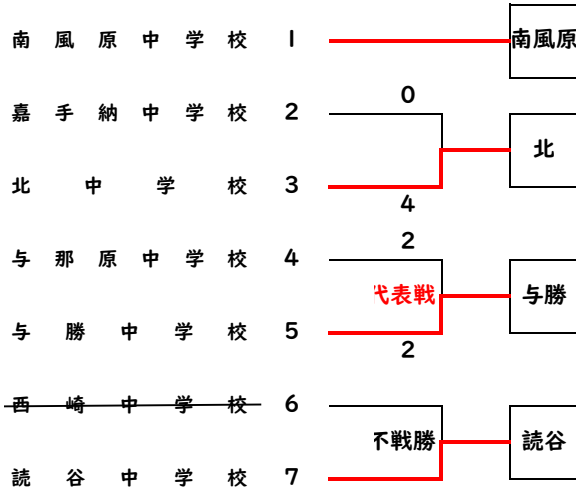 南風原中学校 1 南風原
0
嘉手納中学校 2
北
北中学校 3
4
2
与那原中学校 4
代表戦 与勝
与勝中学校 5
2
西崎中学校 6
不戦勝 読谷
読谷中学校 7